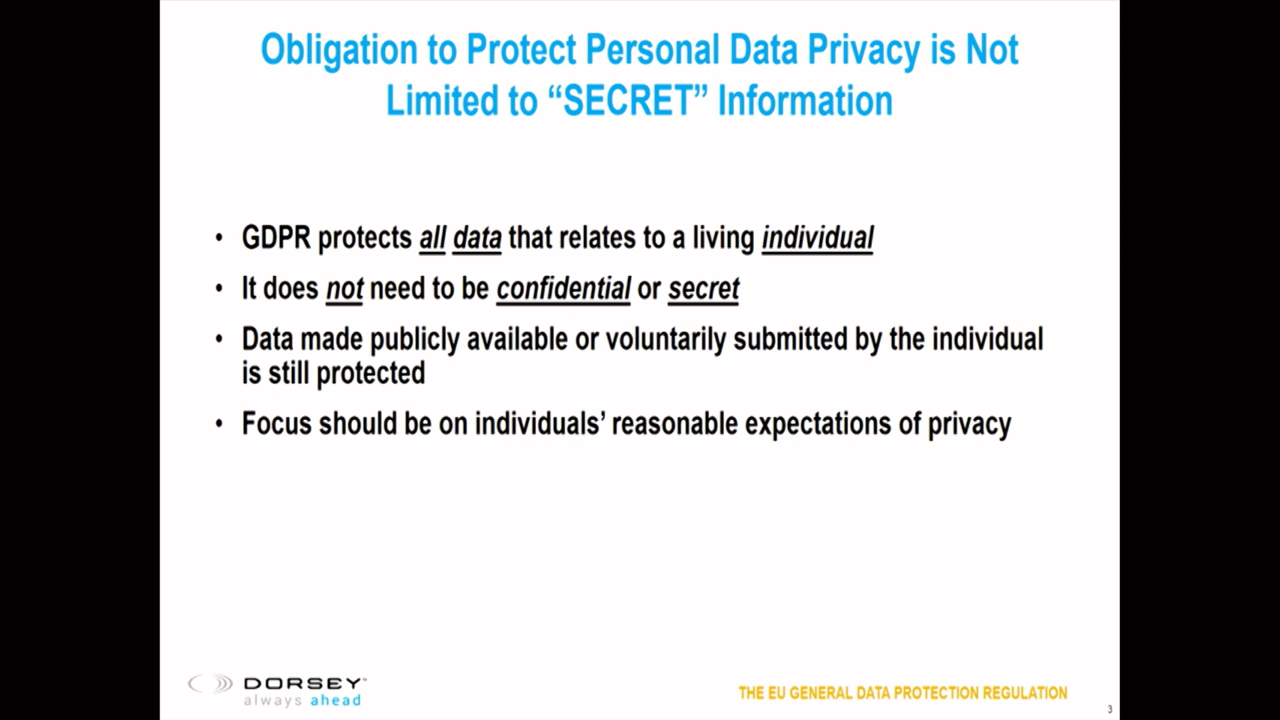 Obligation to Protect Personal Data Privacy is Not
Limited to “SECRET” Information
• GDPR protects all data that relates to a living individual
• It does not need to be confidential or secret
• Data made publicly available or voluntarily submitted by the individual
is still protected
• Focus should be on individuals’ reasonable expectations of privacy
DORSEY™
always ahead
THE EU GENERAL DATA PROTECTION REGULATION
3